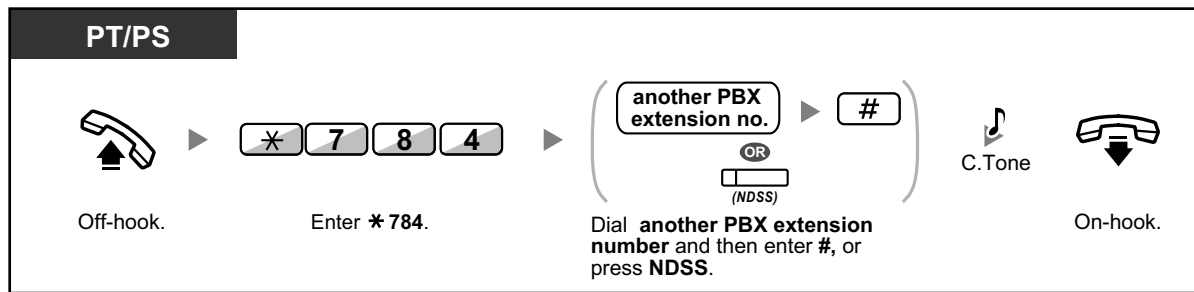 PT/PS
Off-hook.
* 7 8 4
Enter * 784.
another PBX
extension no.
#
OR
(NDSS)
Dial another PBX extension
number and then enter #, or
press NDSS.
C.Tone
On-hook.